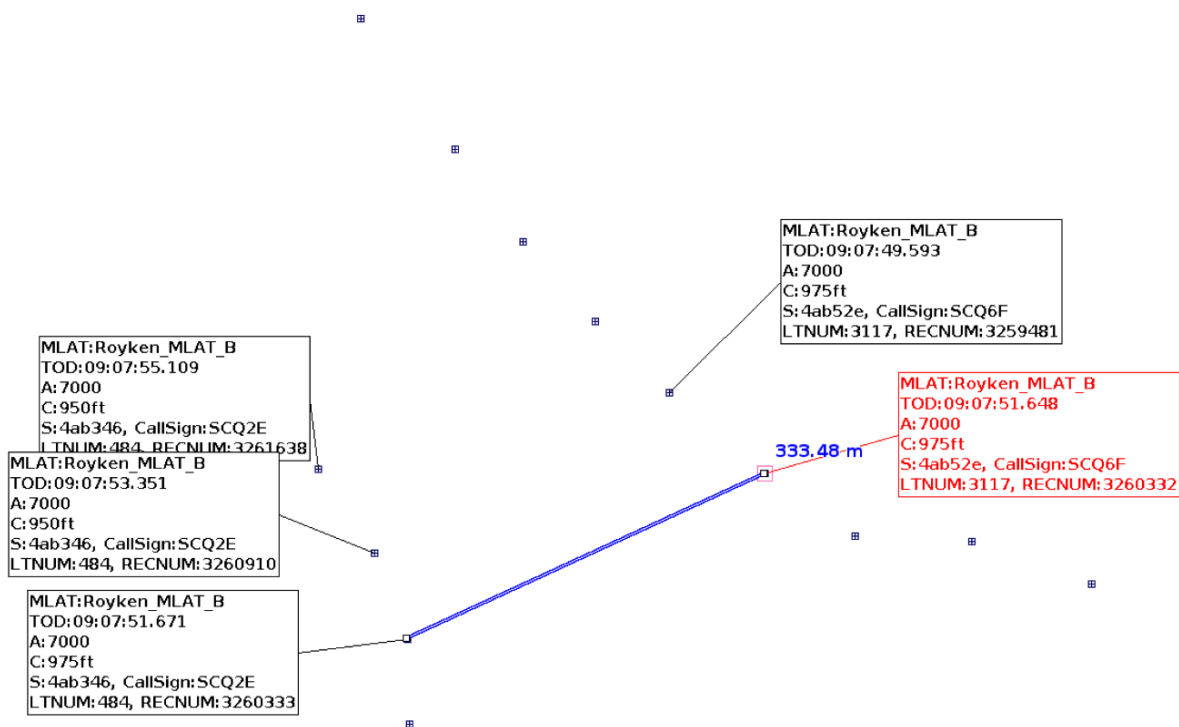 MLAT:Royken_MLAT_B
TOD:09:07:49.593
A:7000
C:975ft
S:4ab52e, CallSign:SCQ6F
LTNUM:3117, RECNUM:3259481
MLAT:Royken_MLAT_B
TOD:09:07:55.109
A:7000
C:950ft
S:4ab346, CallSign:SCQ2E
LTNUM:484, RECNUM:3261638
MLAT:Royken_MLAT_B
TOD:09:07:51.648
A:7000
C:975ft
S:4ab52e, CallSign:SCQ6F
LTNUM:3117, RECNUM:3260332
333.48 m
MLAT:Royken_MLAT_B
TOD:09:07:53.351
A:7000
C:950ft
S:4ab346, CallSign:SCQ2E
LTNUM:484, RECNUM:3260910
MLAT:Royken_MLAT_B
TOD:09:07:51.671
A:7000
C:975ft
S:4ab346, CallSign:SCQ2E
LTNUM:484, RECNUM:3260333